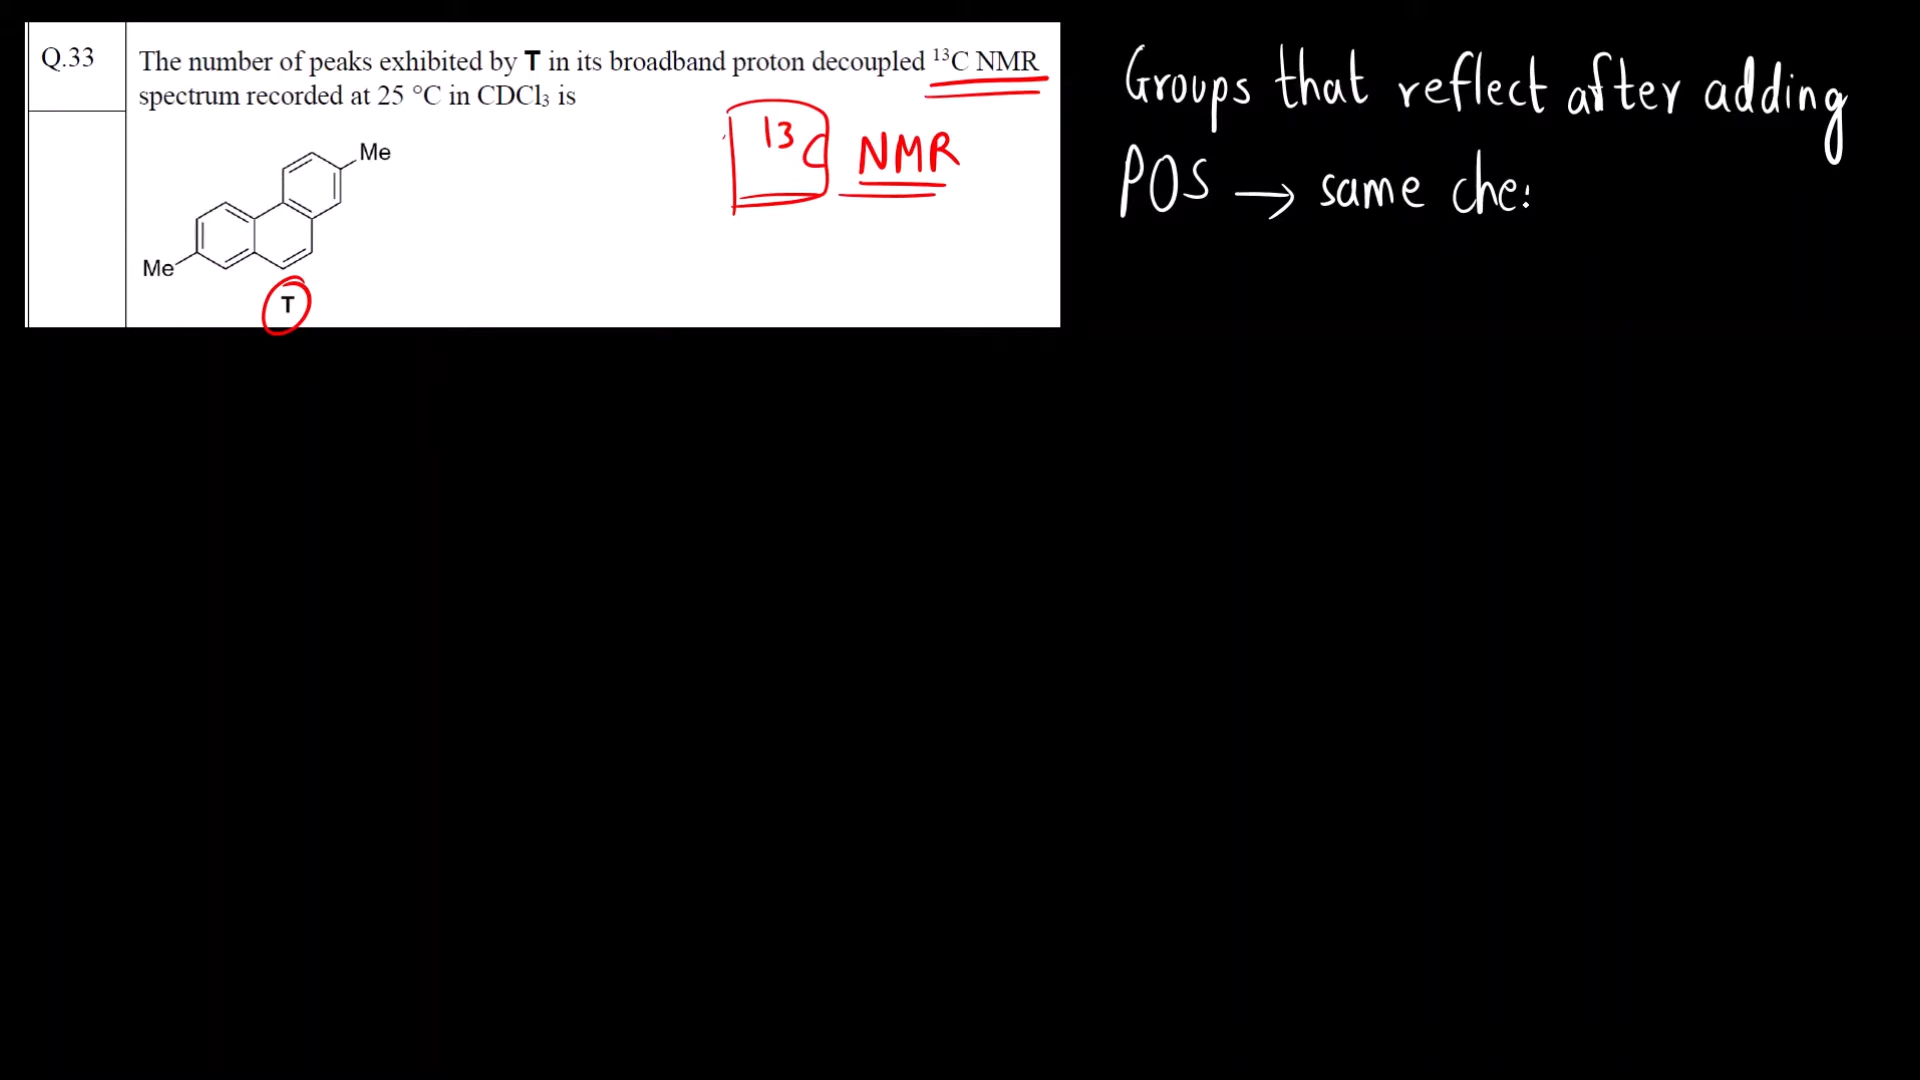 Q.33
The number of peaks exhibited by T in its broadband proton decoupled ¹³C NMR
spectrum recorded at 25 °C in CDCl₃ is
¹³C NMR
Me
Me
T
Groups that reflect after adding
POS → same che